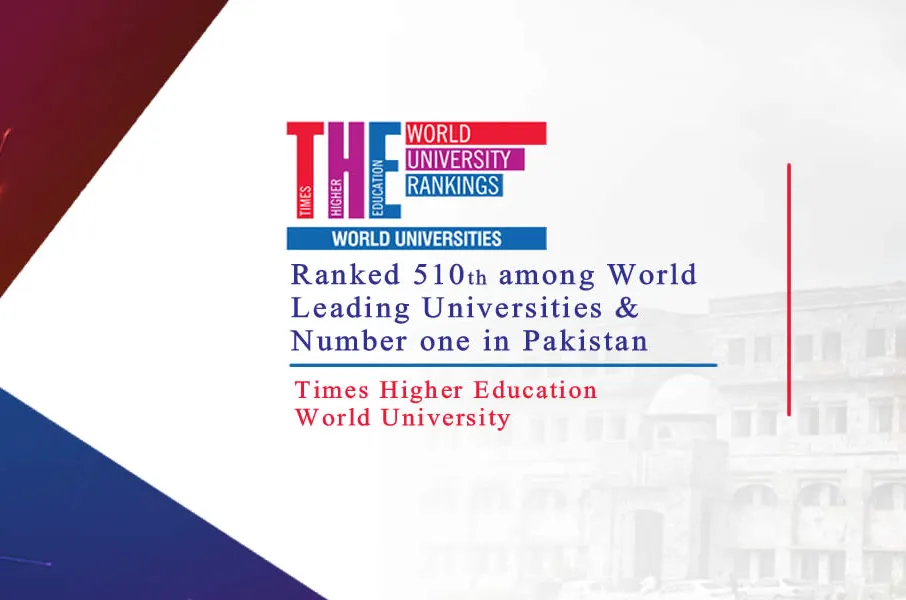 THE
TIMES
HIGHER
EDUCATION
WORLD
UNIVERSITY
RANKINGS
WORLD UNIVERSITIES
Ranked 510th among World
Leading Universities &
Number one in Pakistan
Times Higher Education
World University